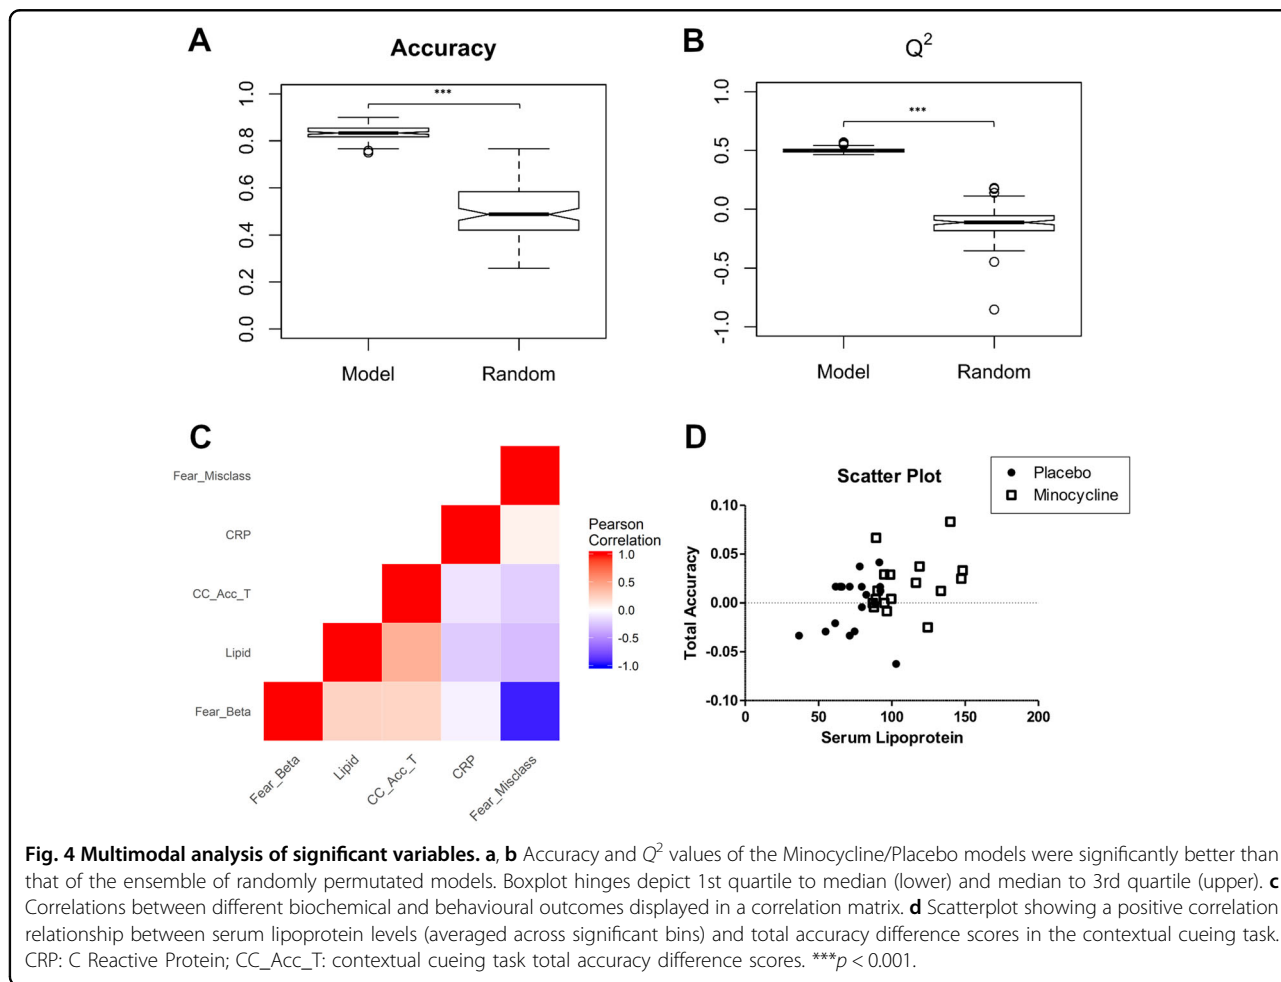 A
Accuracy
1.0
0.8
0.6
0.4
0.2
0.0
***
Model
Random
B
Q²
1.0
0.5
0.0
-0.5
-1.0
***
Model
Random
C
Fear_Misclass
CRP
CC_Acc_T
Lipid
Fear_Beta
Fear_Beta
Lipid
CC_Acc_T
CRP
Fear_Misclass
Pearson
Correlation
1.0
0.5
0.0
-0.5
-1.0
D
Scatter Plot
Placebo
Minocycline
Total Accuracy
0.10
0.05
0.00
-0.05
-0.10
0
50
100
150
200
Serum Lipoprotein
Fig. 4 Multimodal analysis of significant variables. a, b Accuracy and Q² values of the Minocycline/Placebo models were significantly better than
that of the ensemble of randomly permutated models. Boxplot hinges depict 1st quartile to median (lower) and median to 3rd quartile (upper). c
Correlations between different biochemical and behavioural outcomes displayed in a correlation matrix. d Scatterplot showing a positive correlation
relationship between serum lipoprotein levels (averaged across significant bins) and total accuracy difference scores in the contextual cueing task.
CRP: C Reactive Protein; CC_Acc_T: contextual cueing task total accuracy difference scores. ***p < 0.001.